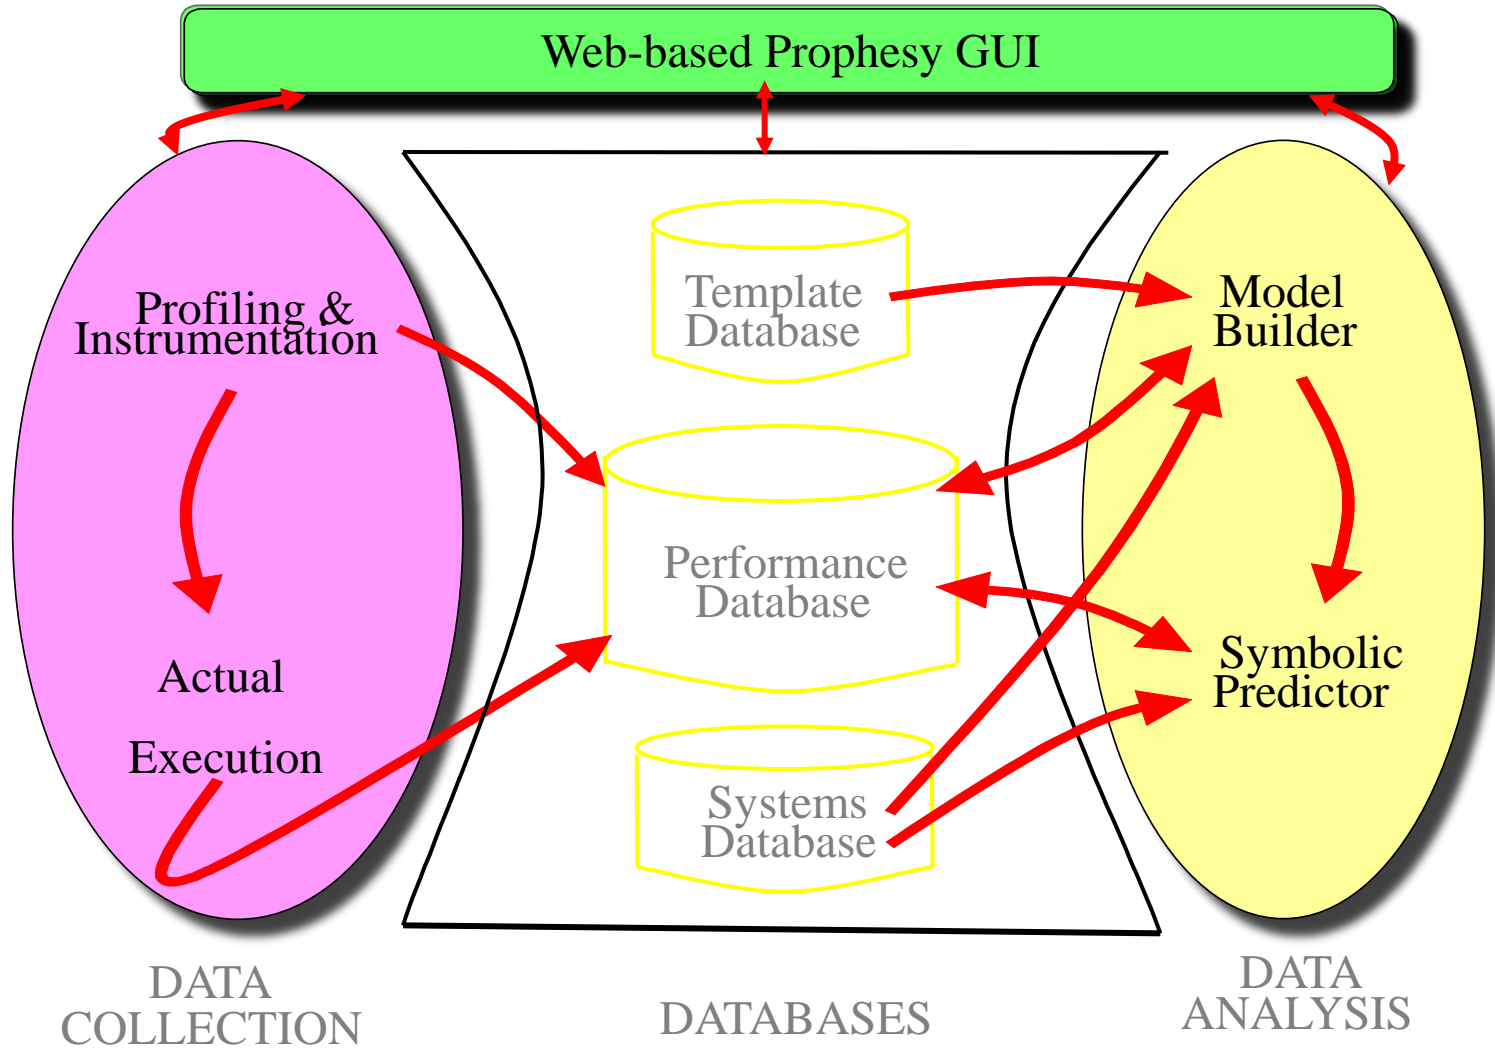 Web-based Prophesy GUI
Profiling &
Instrumentation
Actual
Execution
DATA
COLLECTION
Template
Database
Performance
Database
Systems
Database
DATABASES
Model
Builder
Symbolic
Predictor
DATA
ANALYSIS